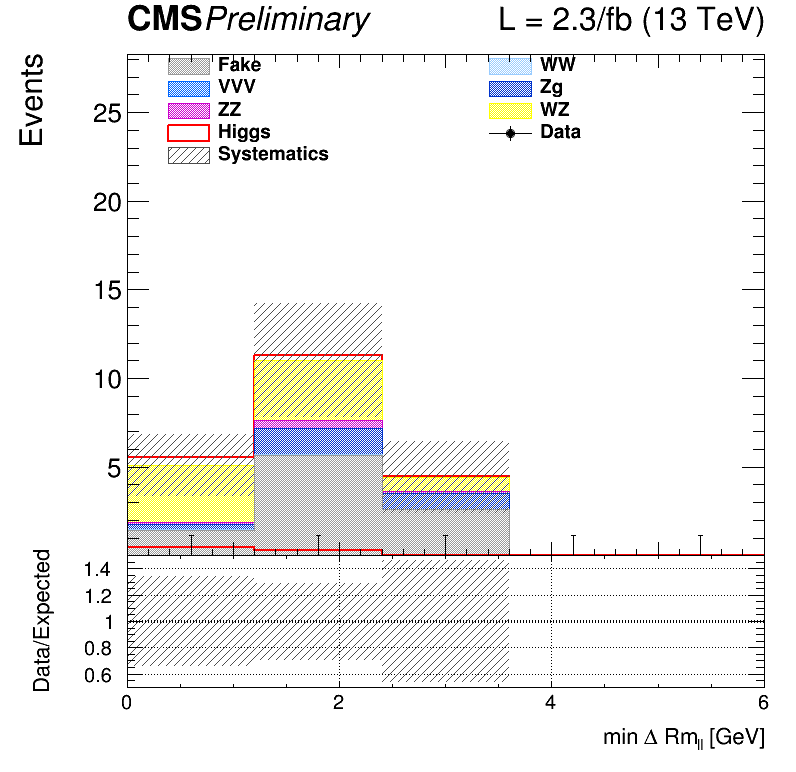 CMS Preliminary L = 2.3/fb (13 TeV)
Events
Fake WW
VVV Zg
ZZ WZ
Higgs Data
Systematics
25
20
15
10
5
Data/Expected
1.4
1.2
1
0.8
0.6
0 2 4 6
min Δ Rm_ll [GeV]